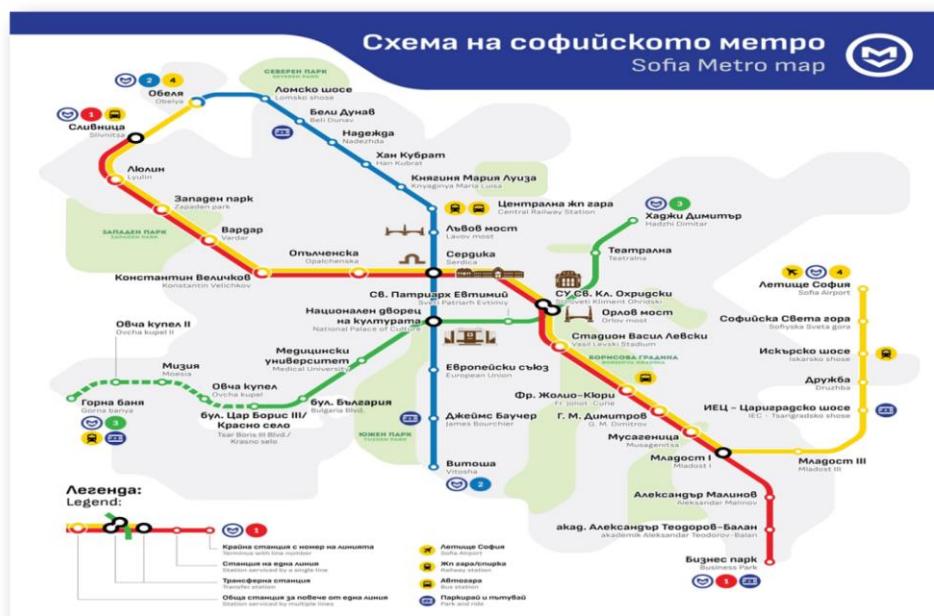 Схема на софийското метро
Sofia Metro map
СЕВЕРЕН ПАРК
2 4
Обеля
Obelya
Ломско шосе
Lomsko shose
1
Сливница
Slivnitsa
Бели Дунав
Beli Dunav
Надежда
Nadezhda
Хан Кубрат
Han Kubrat
Люлин
Lyulin
Княгиня Мария Луиза
Knyaginya Maria Luisa
Западен парк
Zapaden park
Централна жп гара
Central Railway Station
3
Хаджи Димитър
Hadzhi Dimitar
ЗАПАДЕН ПАРК
Вардар
Vardar
Лъвов мост
Lavov most
Театрална
Teatralna
Опълченска
Opalchenska
Сердика
Serdica
4
Летище София
Sofia Airport
Константин Величков
Konstantin Velichkov
Св. Патриарх Евтимий
Sveti Patriarh Evtimiy
СУ Св. Кл. Охридски
Sv. Kliment Ohridski
Орлов мост
Orlov most
Национален дворец
на културата
National Palace of Culture
Софийска Света гора
Sofiyska Sveta gora
Овча купел II
Ovcha kupel II
Стадион Васил Левски
Vasil Levski Stadium
Медицински
университет
Medical University
БОРИСОВА ГРАДИНА
Искърско шосе
Iskarsko shose
Мизия
Moesia
Европейски съюз
European Union
Дружба
Druzhba
Овча купел
Ovcha kupel
Фр. Жолио-Кюри
Fr. Joliot-Curie
Горна баня
Gorna banya
3
бул. България
Bulgaria Blvd.
бул. Цар Борис III/
Красно село
Tsar Boris III Blvd./
Krasno selo
Джеймс Баучер
James Bourchier
Г. М. Димитров
G. M. Dimitrov
ИЕЦ – Цариградско шосе
IEC - Tsarigradsko shose
ЮЖЕН ПАРК
Мусагеница
Musagenitsa
Младост I
Mladost I
Младост III
Mladost III
Витоша
Vitosha
2
Александър Малинов
Aleksandar Malinov
акад. Александър Теодоров-Балан
akademik Aleksandar Teodorov-Balan
Бизнес парк
Business Park
1
Легенда:
Legend:
1
Крайна станция с номер на линията
Terminus with line number
Станция на една линия
Station serviced by a single line
Трансферна станция
Transfer station
Обща станция за повече от една линия
Station serviced by multiple lines
Летище София
Sofia Airport
Жп гара/спирка
Railway station
Автогара
Bus station
Паркирай и пътувай
Park and ride